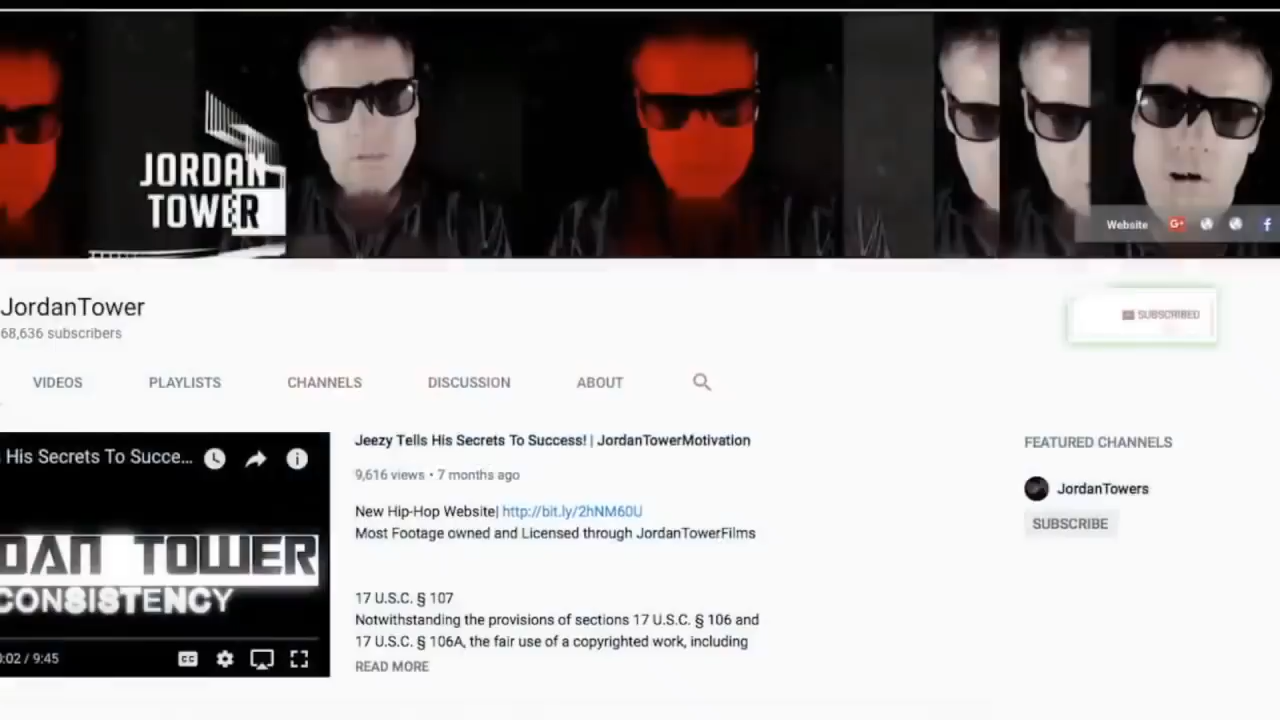 JORDAN
TOWER
Website
JordanTower
68,636 subscribers
SUBSCRIBED
VIDEOS
PLAYLISTS
CHANNELS
DISCUSSION
ABOUT
His Secrets To Succe...
DAN TOWER
CONSISTENCY
0:02 / 9:45
CC
Jeezy Tells His Secrets To Success! | JordanTowerMotivation
9,616 views • 7 months ago
New Hip-Hop Website| http://bit.ly/2hNM60U
Most Footage owned and Licensed through JordanTowerFilms
17 U.S.C. § 107
Notwithstanding the provisions of sections 17 U.S.C. § 106 and
17 U.S.C. § 106A, the fair use of a copyrighted work, including
READ MORE
FEATURED CHANNELS
JordanTowers
SUBSCRIBE